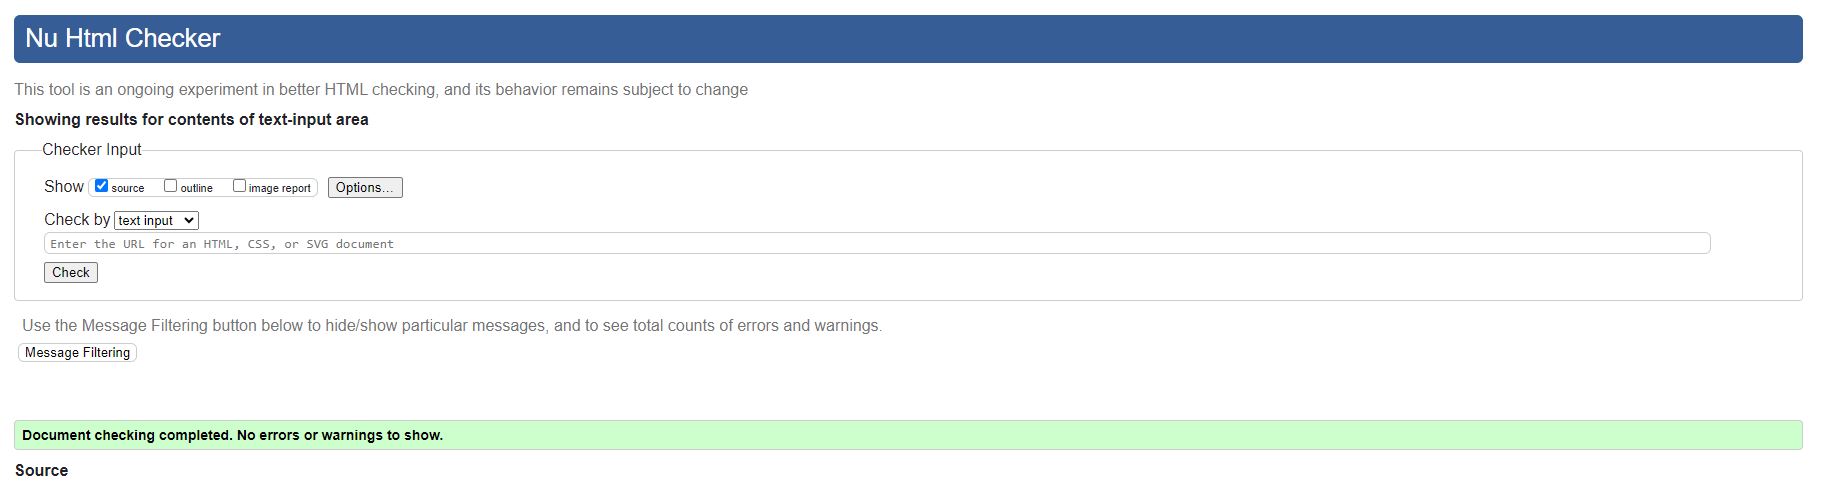 Nu Html Checker
This tool is an ongoing experiment in better HTML checking, and its behavior remains subject to change
Showing results for contents of text-input area
Checker Input
Show source outline image report Options...
Check by text input
Enter the URL for an HTML, CSS, or SVG document
Check
Use the Message Filtering button below to hide/show particular messages, and to see total counts of errors and warnings.
Message Filtering
Document checking completed. No errors or warnings to show.
Source